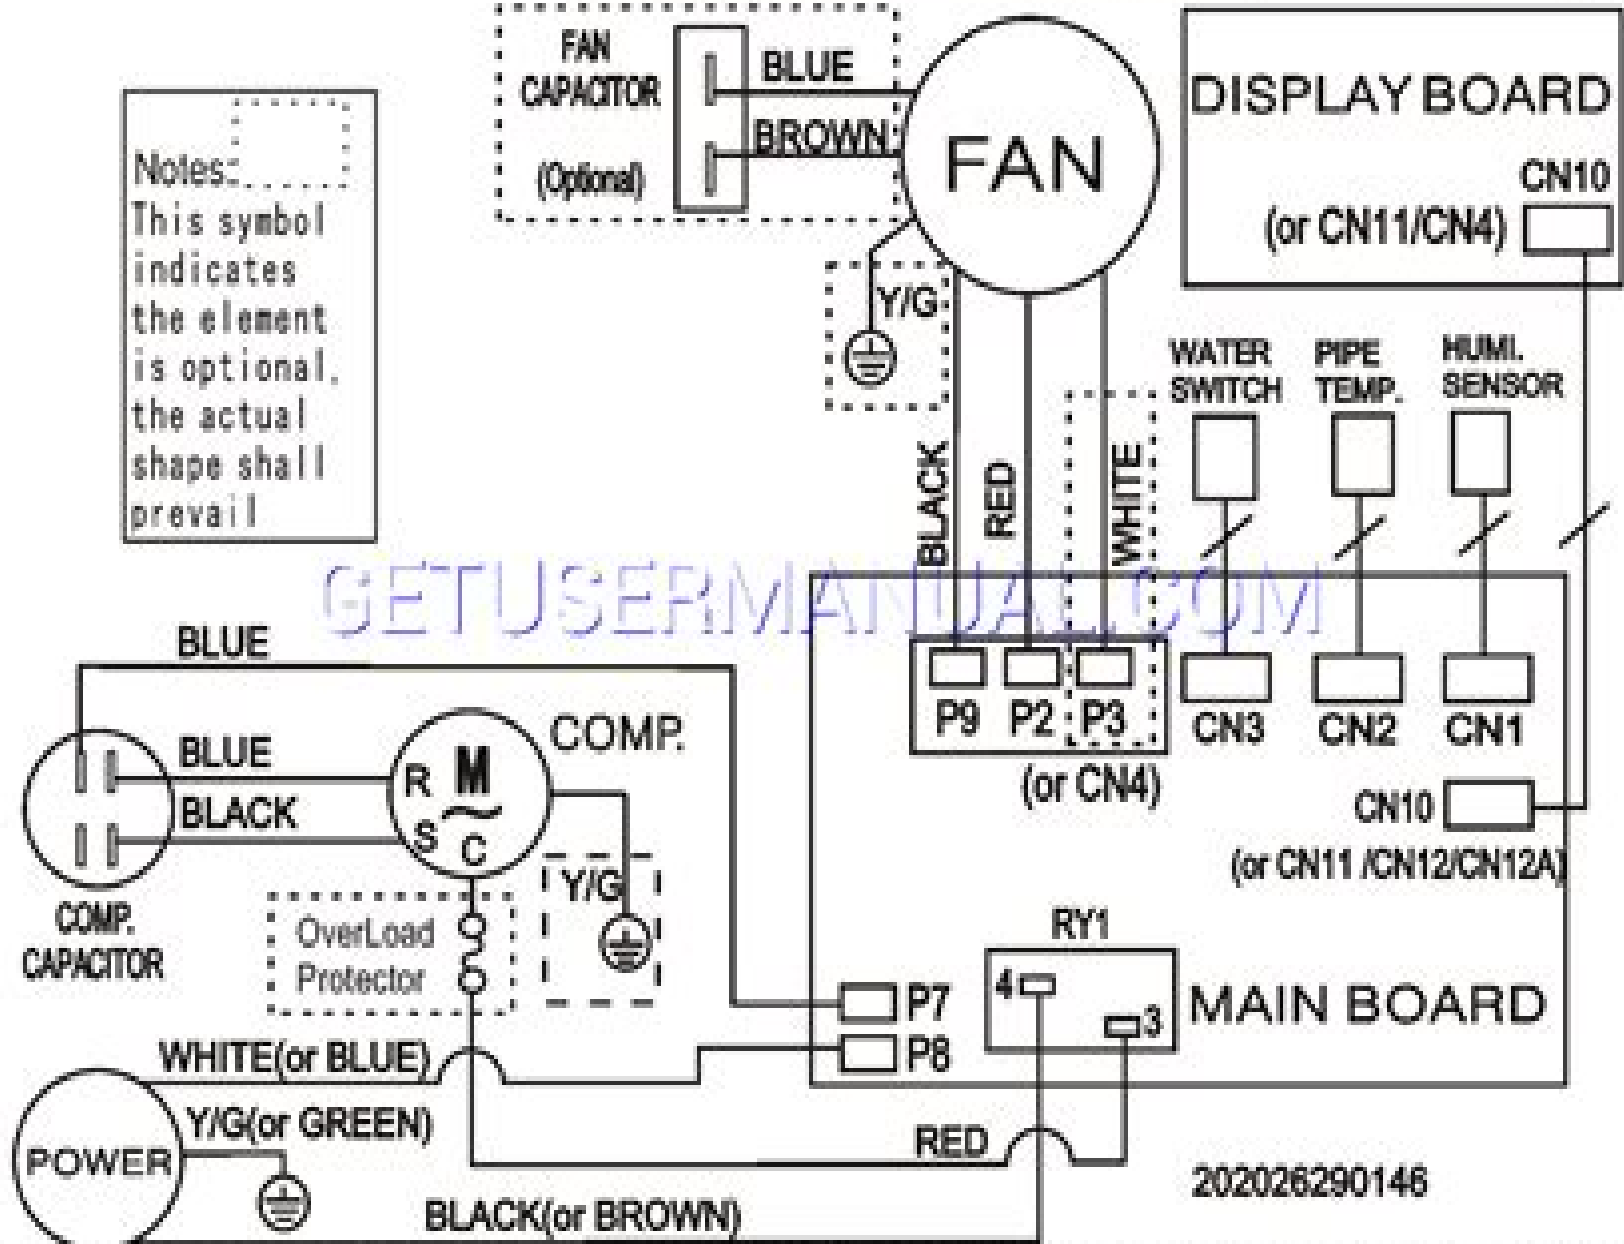 FAN
CAPACITOR
(Optional)
BLUE
BROWN
FAN
DISPLAY BOARD
CN10
(or CN11/CN4)
Notes:
This symbol
indicates
the element
is optional,
the actual
shape shall
prevail
Y/G
WATER
SWITCH
PIPE
TEMP.
HUMI.
SENSOR
BLACK
RED
WHITE
GETUSERMANUAL.COM
BLUE
P9
P2
P3
CN3
CN2
CN1
(or CN4)
BLUE
BLACK
R
M
S
C
COMP.
CN10
(or CN11 /CN12/CN12A)
Y/G
COMP.
CAPACITOR
OverLoad
Protector
RY1
4
3
P7
P8
MAIN BOARD
WHITE(or BLUE)
Y/G(or GREEN)
POWER
RED
BLACK(or BROWN)
202026290146